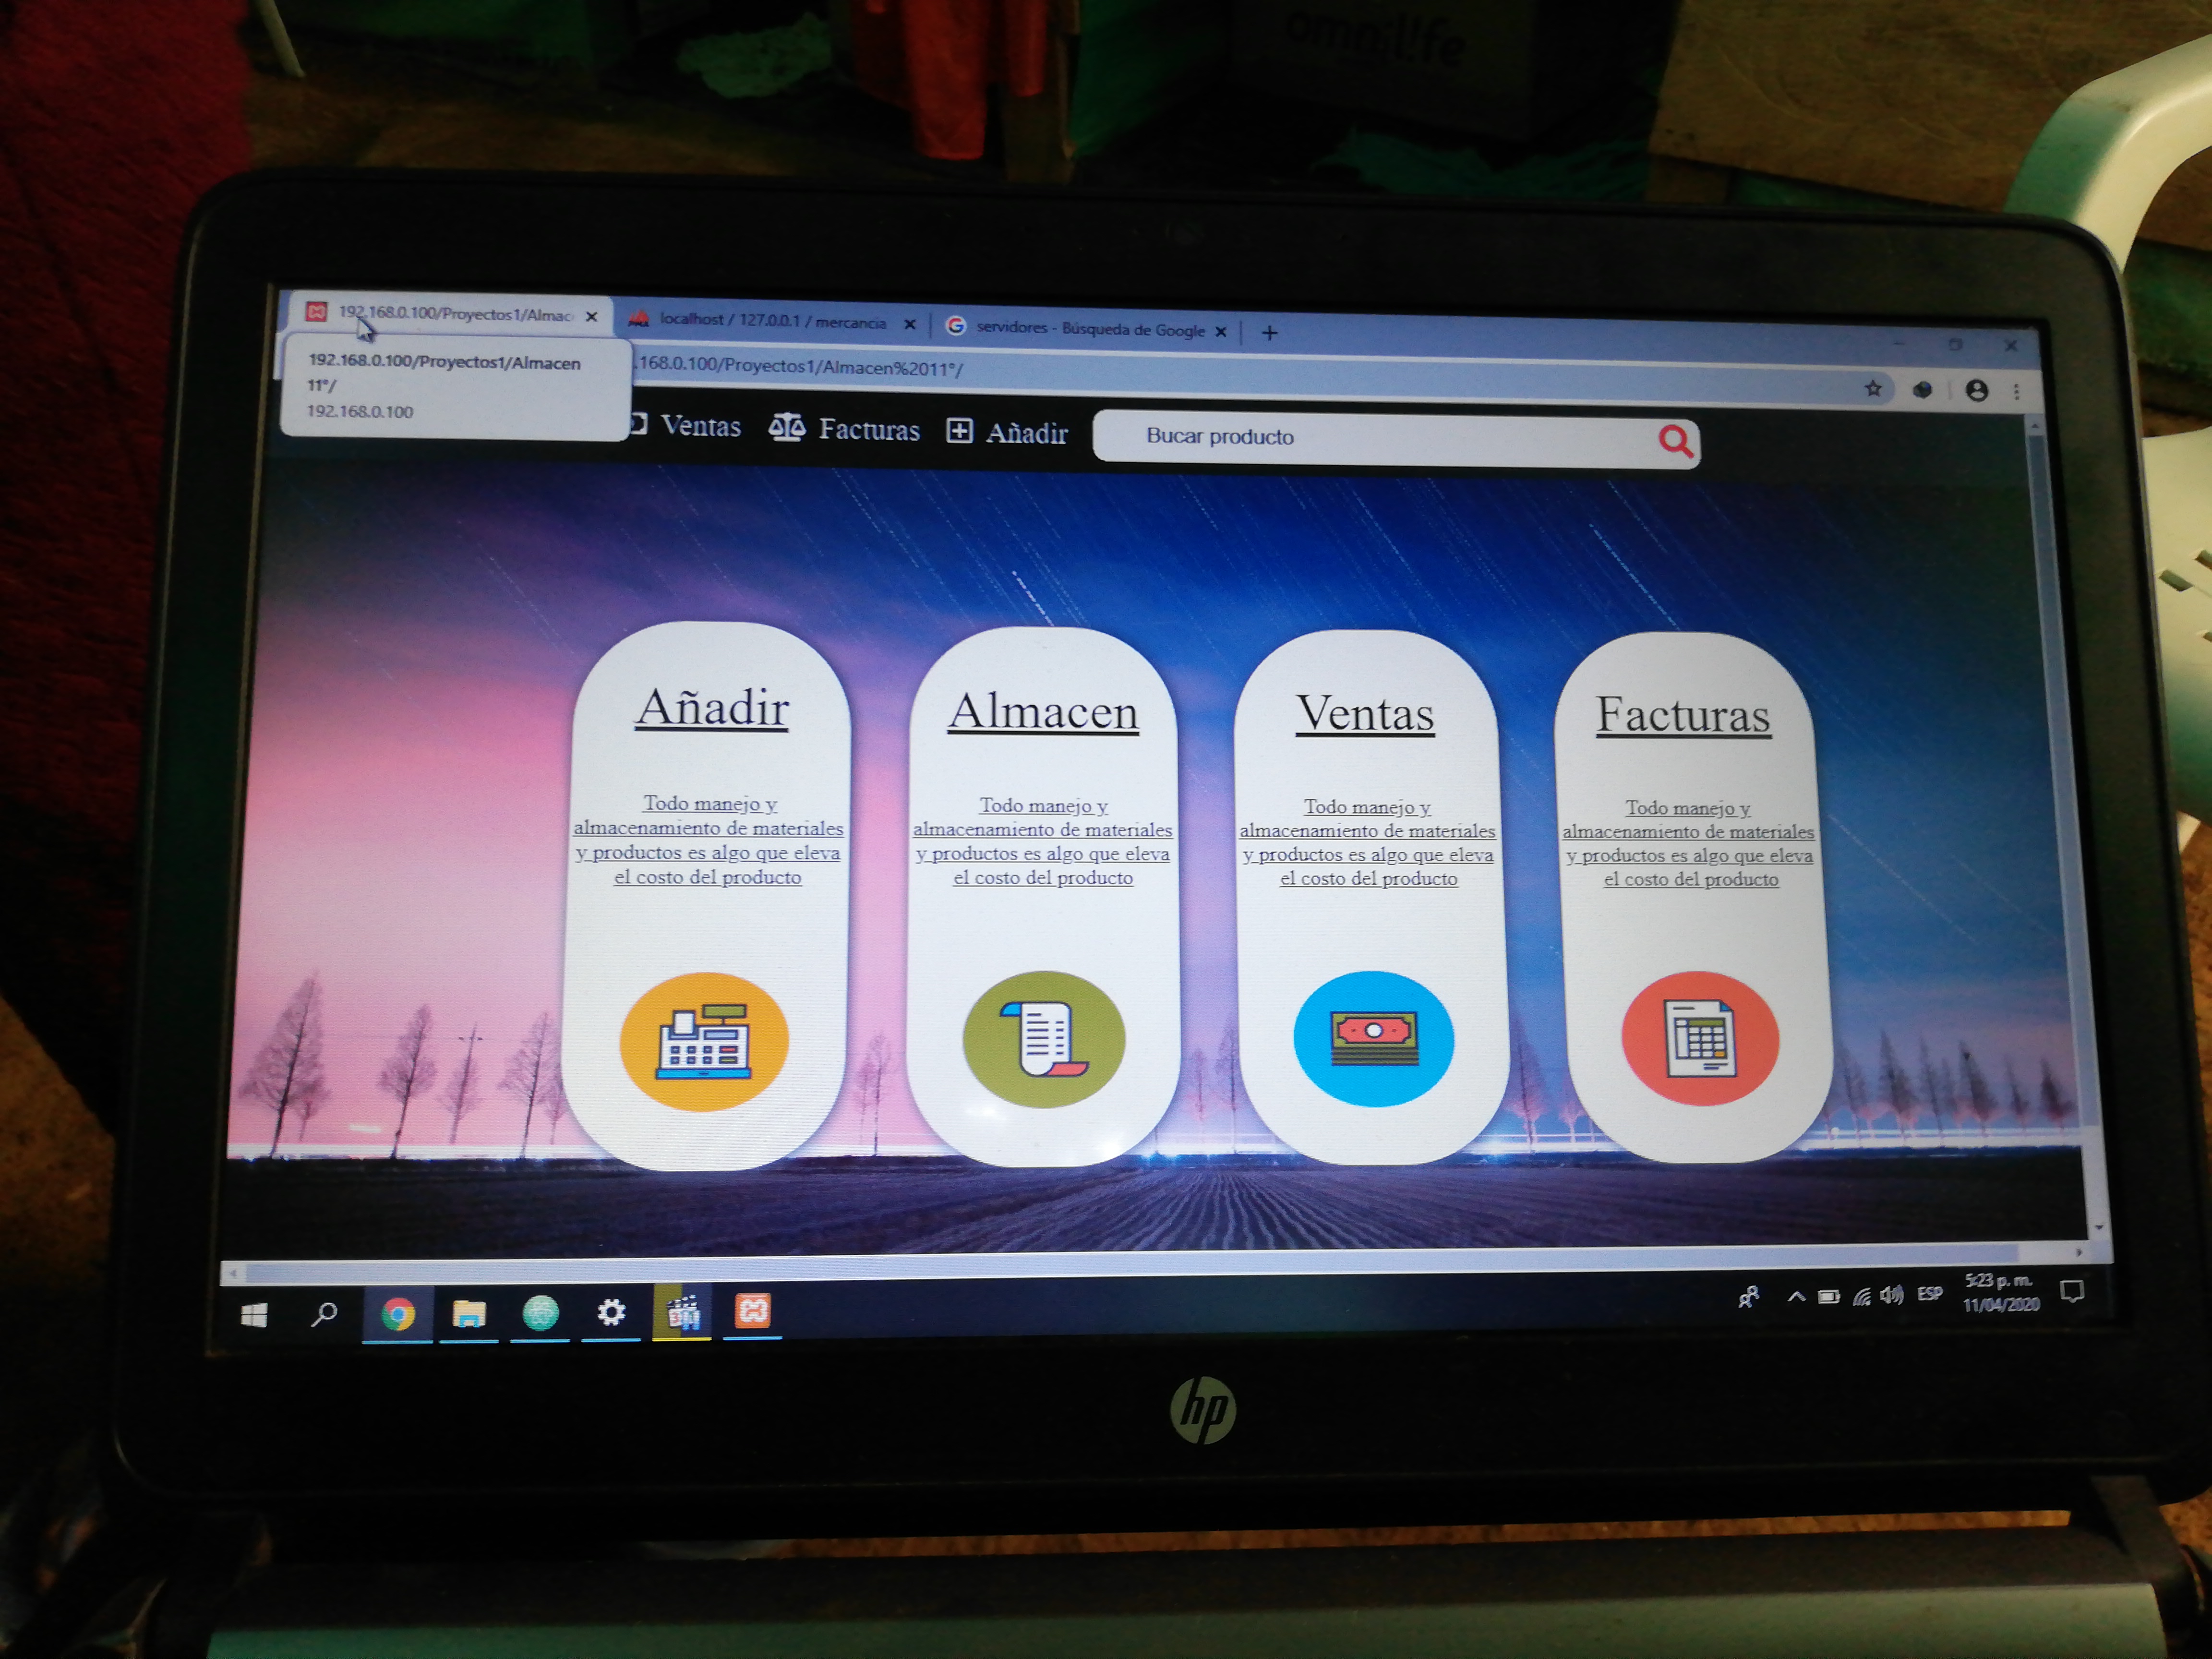 omnil!fe
192.168.0.100/Proyectos1/Almac
localhost / 127.0.0.1 / mercancia
servidores - Búsqueda de Google
192.168.0.100/Proyectos1/Almacen
11°/
192.168.0.100
.168.0.100/Proyectos1/Almacen%2011°/
Ventas
Facturas
Añadir
Bucar producto
Añadir
Todo manejo y
almacenamiento de materiales
y productos es algo que eleva
el costo del producto
Almacen
Todo manejo y
almacenamiento de materiales
y productos es algo que eleva
el costo del producto
Ventas
Todo manejo y
almacenamiento de materiales
y productos es algo que eleva
el costo del producto
Facturas
Todo manejo y
almacenamiento de materiales
y productos es algo que eleva
el costo del producto
ESP
5:23 p. m.
11/04/2020
hp